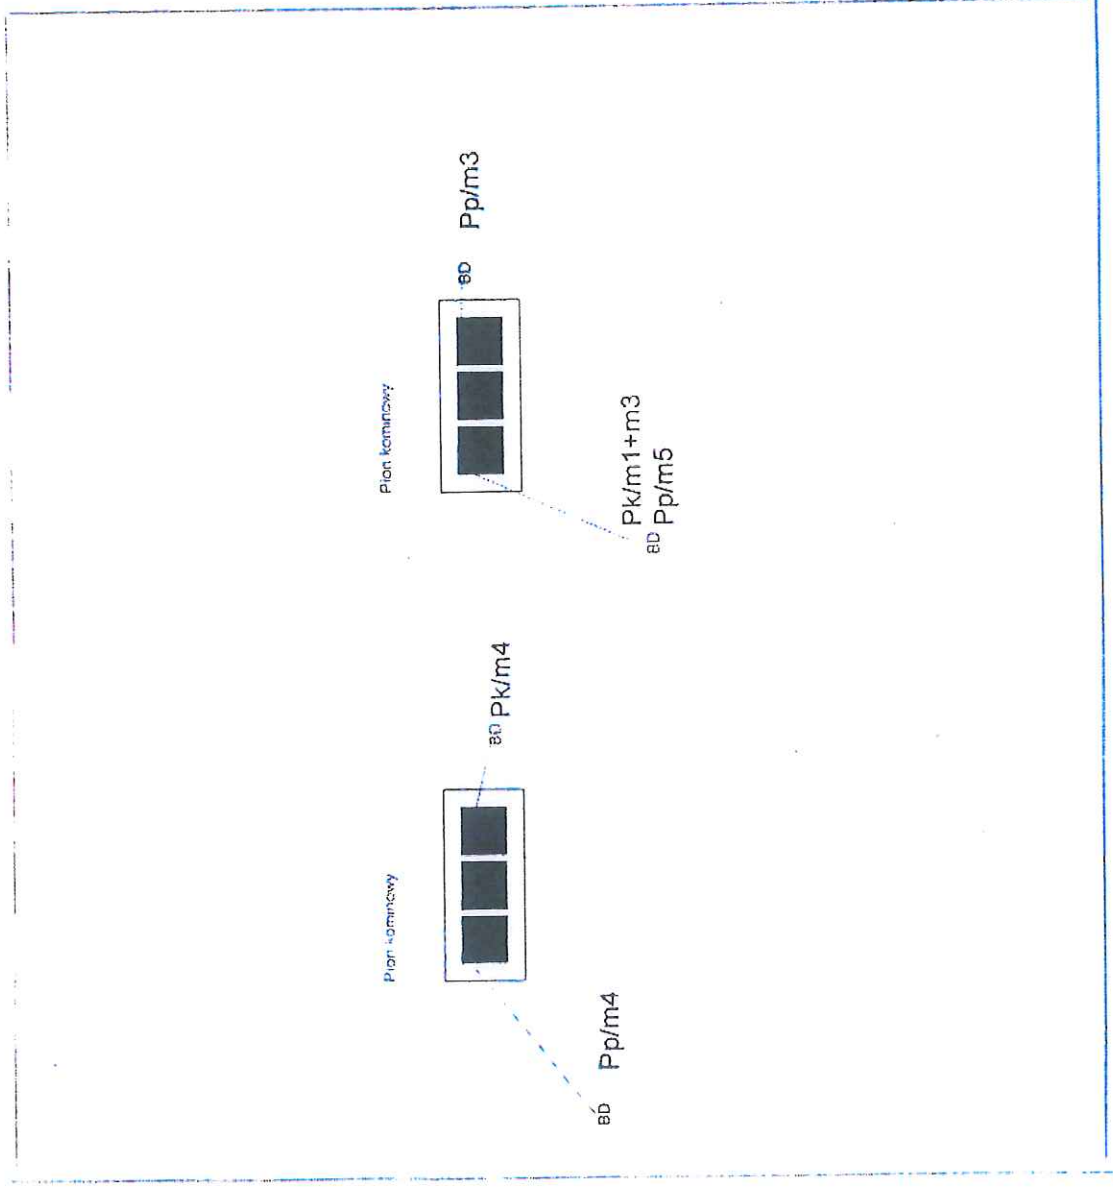 Pion kominowy
BD Pp/m4
BD Pk/m4
Pion kominowy
Pk/m1+m3
BD Pp/m5
BD Pp/m3